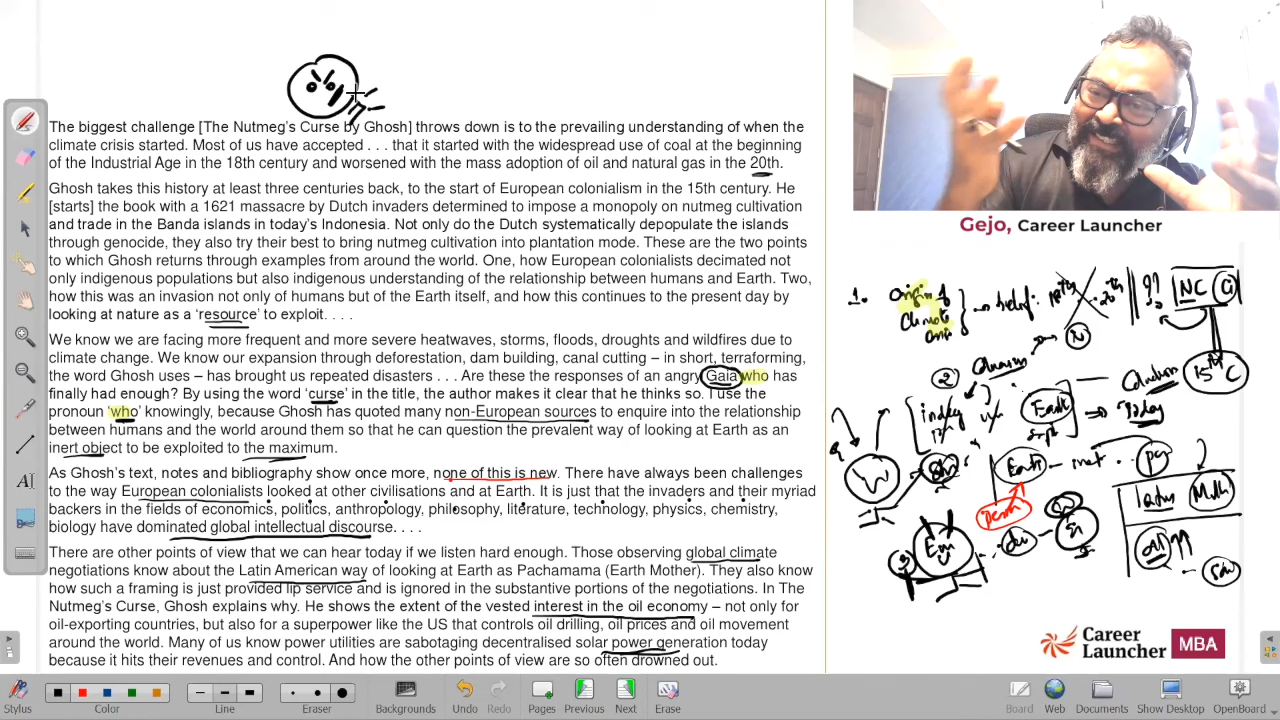 The biggest challenge [The Nutmeg's Curse by Ghosh] throws down is to the prevailing understanding of when the
climate crisis started. Most of us have accepted . . . that it started with the widespread use of coal at the beginning
of the Industrial Age in the 18th century and worsened with the mass adoption of oil and natural gas in the 20th.
Ghosh takes this history at least three centuries back, to the start of European colonialism in the 15th century. He
[starts] the book with a 1621 massacre by Dutch invaders determined to impose a monopoly on nutmeg cultivation
and trade in the Banda islands in today's Indonesia. Not only do the Dutch systematically depopulate the islands
through genocide, they also try their best to bring nutmeg cultivation into plantation mode. These are the two points
to which Ghosh returns through examples from around the world. One, how European colonialists decimated not
only indigenous populations but also indigenous understanding of the relationship between humans and Earth. Two,
how this was an invasion not only of humans but of the Earth itself, and how this continues to the present day by
looking at nature as a 'resource' to exploit. . . .
We know we are facing more frequent and more severe heatwaves, storms, floods, droughts and wildfires due to
climate change. We know our expansion through deforestation, dam building, canal cutting – in short, terraforming,
the word Ghosh uses – has brought us repeated disasters . . . Are these the responses of an angry Gaia who has
finally had enough? By using the word 'curse' in the title, the author makes it clear that he thinks so. I use the
pronoun 'who' knowingly, because Ghosh has quoted many non-European sources to enquire into the relationship
between humans and the world around them so that he can question the prevalent way of looking at Earth as an
inert object to be exploited to the maximum.
As Ghosh's text, notes and bibliography show once more, none of this is new. There have always been challenges
to the way European colonialists looked at other civilisations and at Earth. It is just that the invaders and their myriad
backers in the fields of economics, politics, anthropology, philosophy, literature, technology, physics, chemistry,
biology have dominated global intellectual discourse. . . .
There are other points of view that we can hear today if we listen hard enough. Those observing global climate
negotiations know about the Latin American way of looking at Earth as Pachamama (Earth Mother). They also know
how such a framing is just provided lip service and is ignored in the substantive portions of the negotiations. In The
Nutmeg's Curse, Ghosh explains why. He shows the extent of the vested interest in the oil economy – not only for
oil-exporting countries, but also for a superpower like the US that controls oil drilling, oil prices and oil movement
around the world. Many of us know power utilities are sabotaging decentralised solar power generation today
because it hits their revenues and control. And how the other points of view are so often drowned out.
Gejo, Career Launcher
1.
Origin of
Climate
belief:
18th
20th
??
NC
15th C
2
N
Earth
Today
W
Earth
inert
Oil
Career
Launcher
MBA
Stylus
Color
Line
Eraser
Backgrounds
Undo
Redo
Pages
Previous
Next
Erase
Board
Web
Documents
Show Desktop
OpenBoard